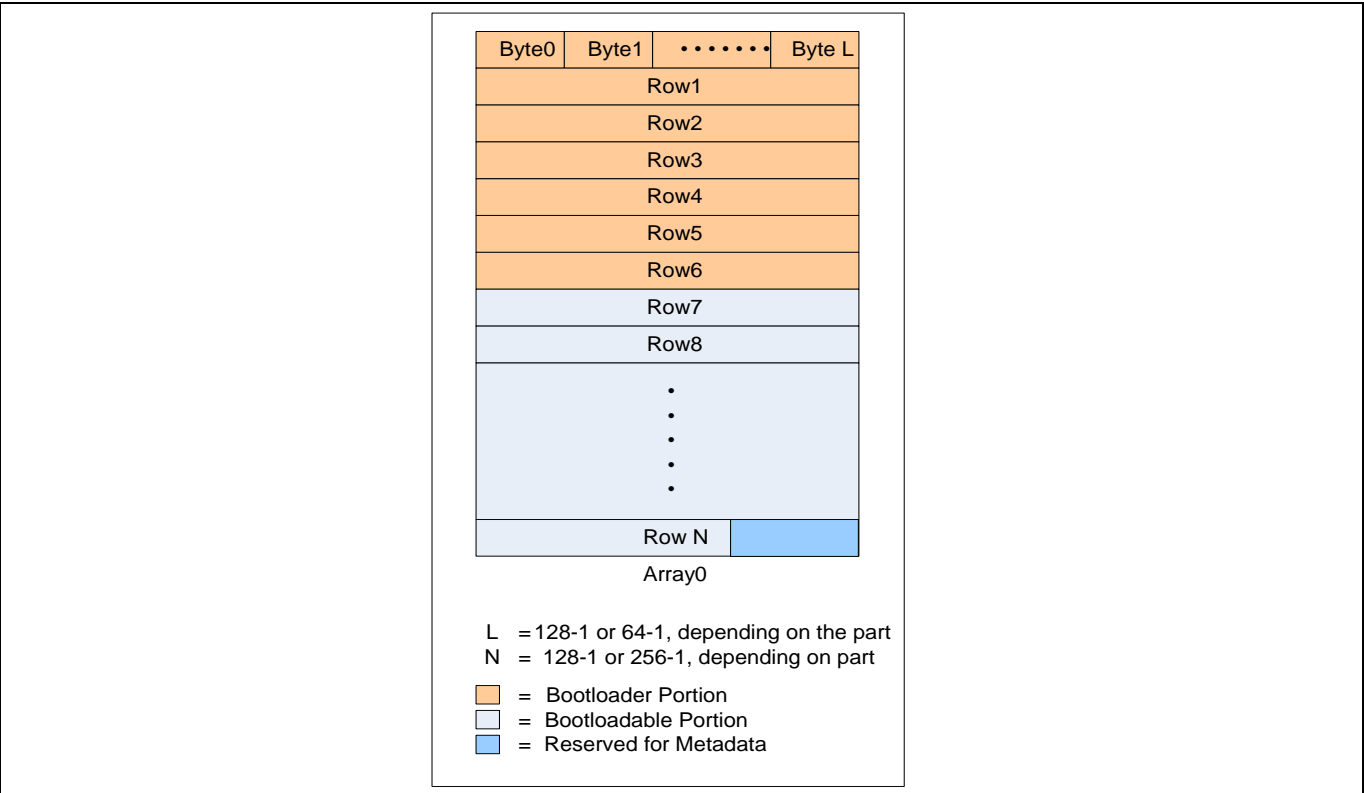 Byte0 Byte1 ••••••• Byte L
Row1
Row2
Row3
Row4
Row5
Row6
Row7
Row8
•
•
•
•
•
Row N
Array0
L =128-1 or 64-1, depending on the part
N = 128-1 or 256-1, depending on part
= Bootloader Portion
= Bootloadable Portion
= Reserved for Metadata